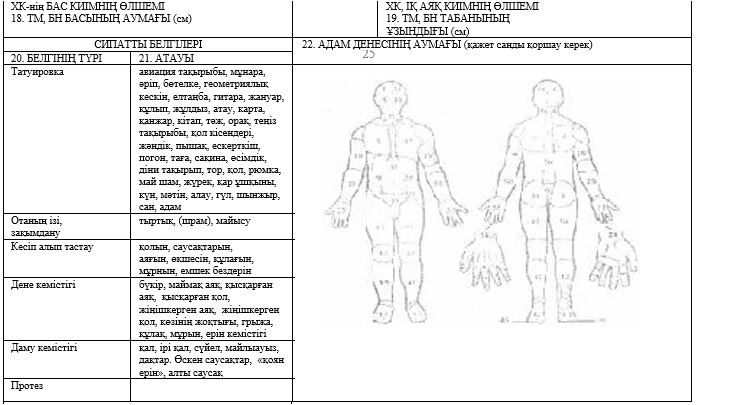 ХК-нің БАС КИІМНІҢ ӨЛШЕМІ
18. ТМ, БН БАСЫНЫҢ АУМАҒЫ (см)
ХК, ІҚ АЯҚ КИІМНІҢ ӨЛШЕМІ
19. ТМ, БН ТАБАНЫНЫҢ
ҰЗЫНДЫҒЫ (см)
СИПАТТЫ БЕЛГІЛЕРІ
22. АДАМ ДЕНЕСІНІҢ АУМАҒЫ (қажет санды қоршау керек)
25
20. БЕЛГІНІҢ ТҮРІ
21. АТАУЫ
Татуировка
авиация тақырыбы, мұнара,
әріп, бөтелке, геометриялық
кескін, елтаңба, гитара, жануар,
құлып, жұлдыз, атау, карта,
қанжар, кітап, тәж, орақ, теңіз
тақырыбы, қол кісендері,
жәндік, пышақ, ескерткіш,
погон, таға, сақина, өсімдік,
діни тақырып, тор, қол, рюмка,
май шам, жүрек, қар ұшқыны,
күн, мәтін, алау, гүл, шынжыр,
сан, адам
Отаның ізі,
зақымдану
тыртық, (шрам), майысу
Кесіп алып тастау
қолын, саусақтарын,
аяғын, өкшесін, құлағын,
мұрнын, емшек бездерін
Дене кемістігі
бүкір, маймақ аяқ, қысқарған
аяқ, қысқарған қол,
жіңішкерген аяқ, жіңішкерген
қол, көзінің жоқтығы, грыжа,
құлақ, мұрын, ерін кемістігі
Даму кемістігі
қал, ірі қал, сүйел, майлыауыз,
дақтар. Өскен саусақтар, «қоян
ерін», алты саусақ
Протез